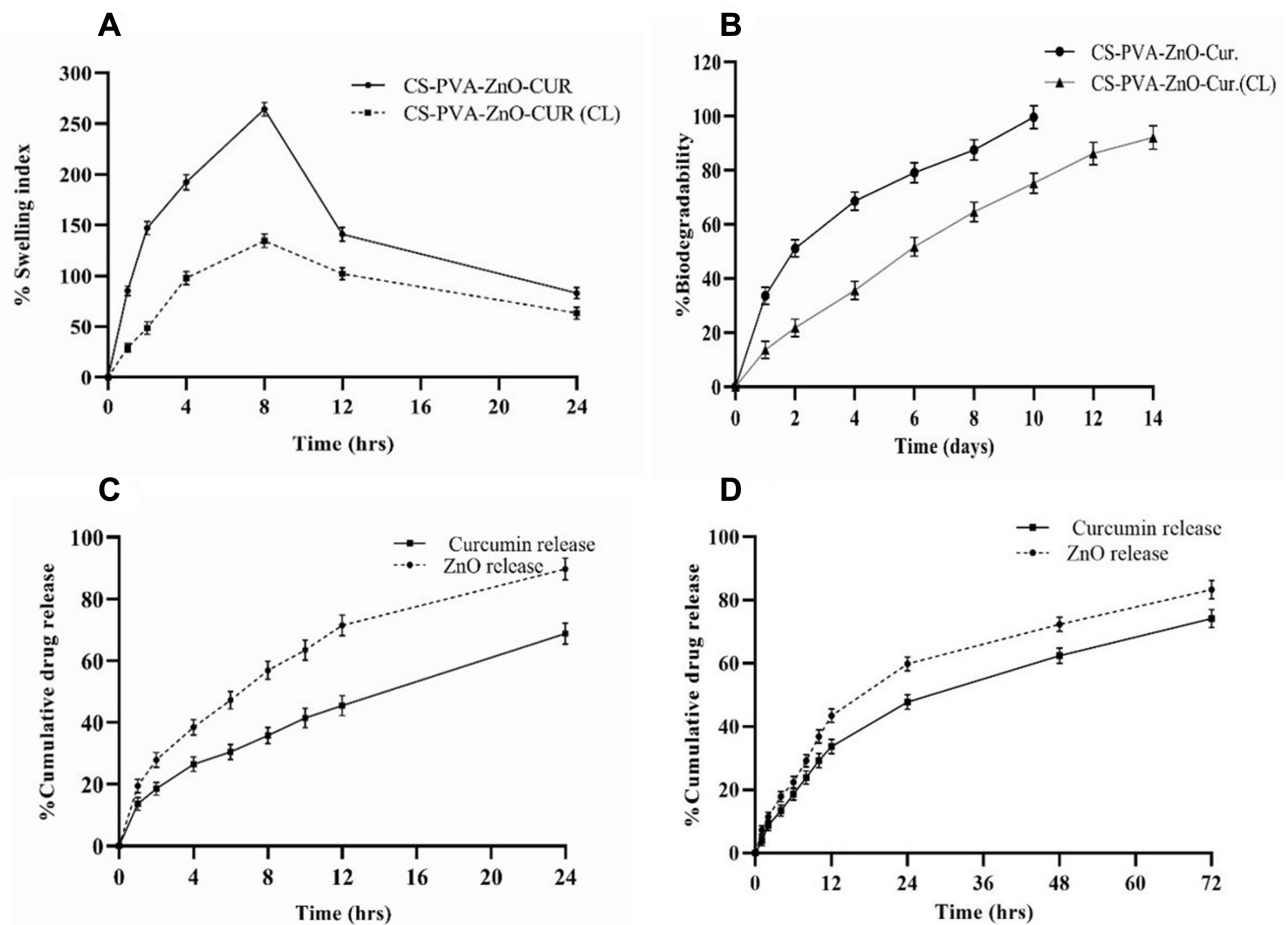 A
% Swelling index
300
250
200
150
100
50
0
0 4 8 12 16 20 24
Time (hrs)
CS-PVA-ZnO-CUR
CS-PVA-ZnO-CUR (CL)
B
%Biodegradability
120
100
80
60
40
20
0
0 2 4 6 8 10 12 14
Time (days)
CS-PVA-ZnO-Cur.
CS-PVA-ZnO-Cur.(CL)
C
%Cumulative drug release
100
80
60
40
20
0
0 4 8 12 16 20 24
Time (hrs)
Curcumin release
ZnO release
D
%Cumulative drug release
100
80
60
40
20
0
0 12 24 36 48 60 72
Time (hrs)
Curcumin release
ZnO release